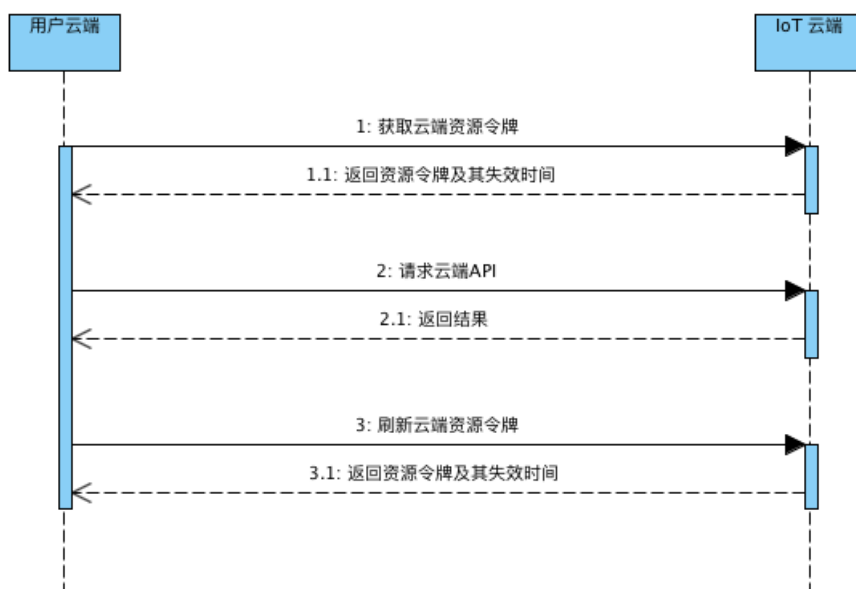 用户云端
IoT 云端
1: 获取云端资源令牌
1.1: 返回资源令牌及其失效时间
2: 请求云端API
2.1: 返回结果
3: 刷新云端资源令牌
3.1: 返回资源令牌及其失效时间